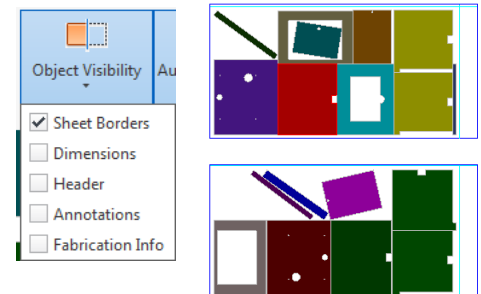 Object Visibility
Au
Sheet Borders
Dimensions
Header
Annotations
Fabrication Info